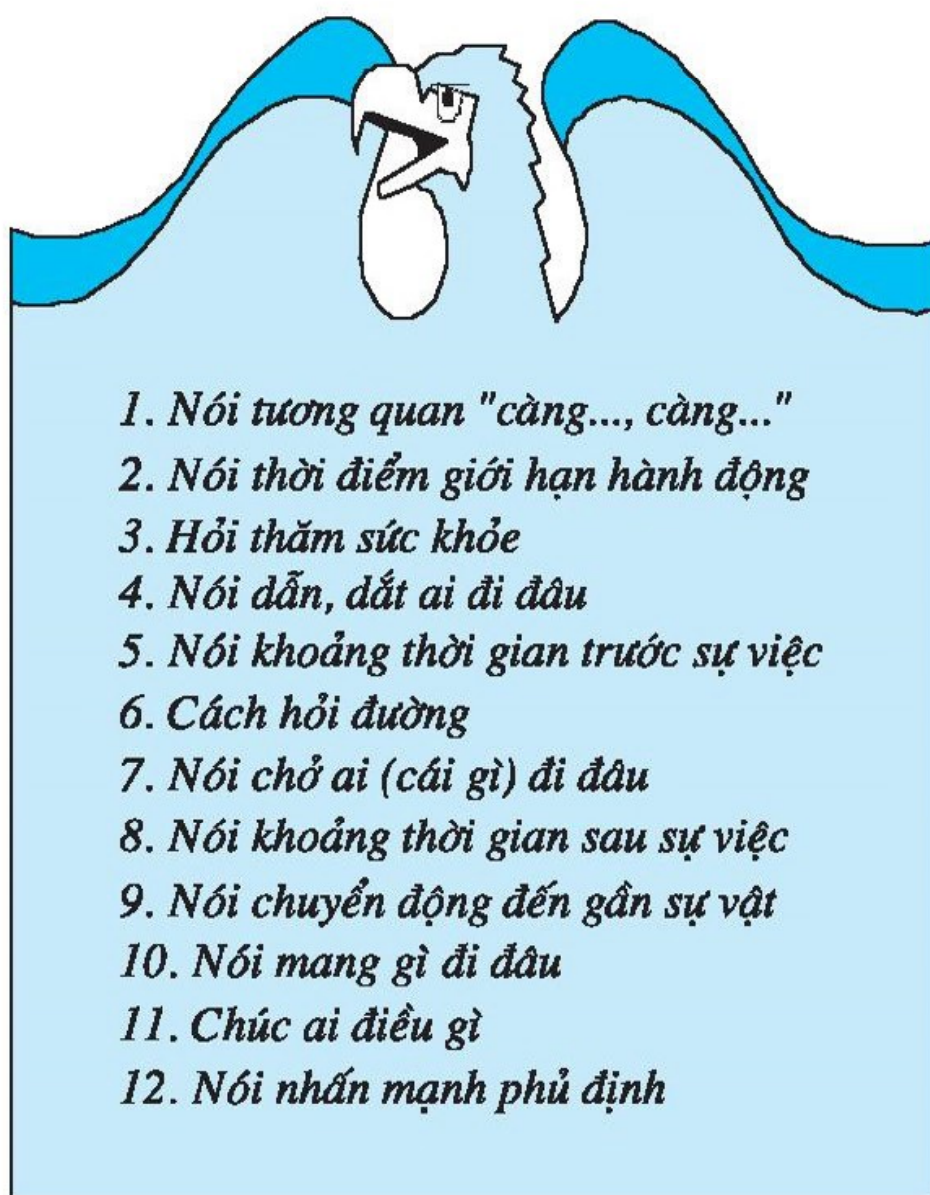 1. Nói tương quan "càng..., càng..."
2. Nói thời điểm giới hạn hành động
3. Hỏi thăm sức khỏe
4. Nói dẫn, dắt ai đi đâu
5. Nói khoảng thời gian trước sự việc
6. Cách hỏi đường
7. Nói chở ai (cái gì) đi đâu
8. Nói khoảng thời gian sau sự việc
9. Nói chuyển động đến gần sự vật
10. Nói mang gì đi đâu
11. Chúc ai điều gì
12. Nói nhấn mạnh phủ định